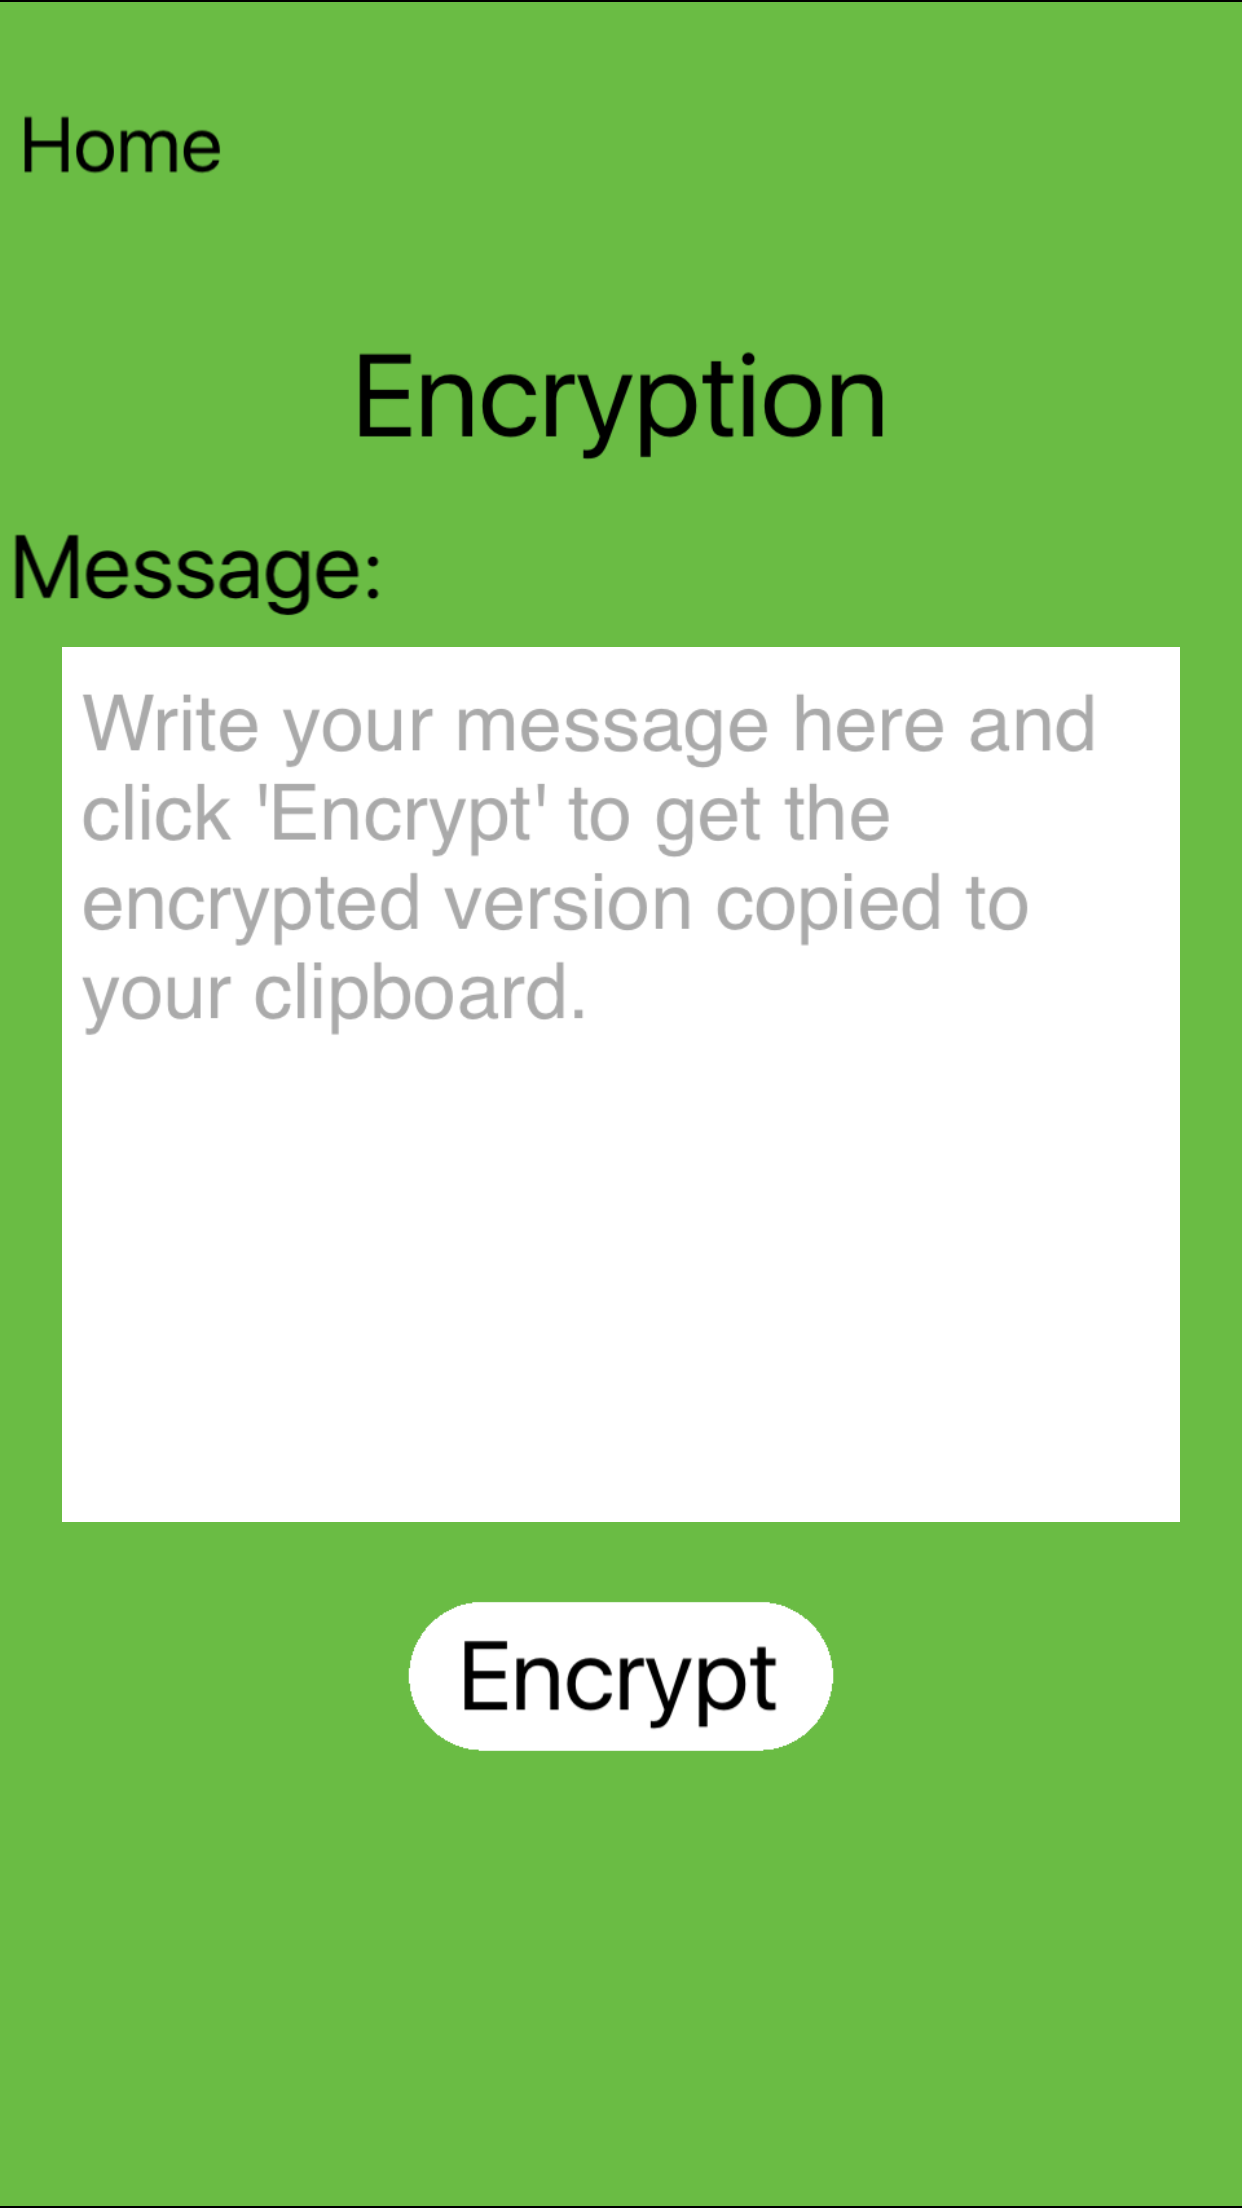 Home
Encryption
Message:
Write your message here and
click 'Encrypt' to get the
encrypted version copied to
your clipboard.
Encrypt